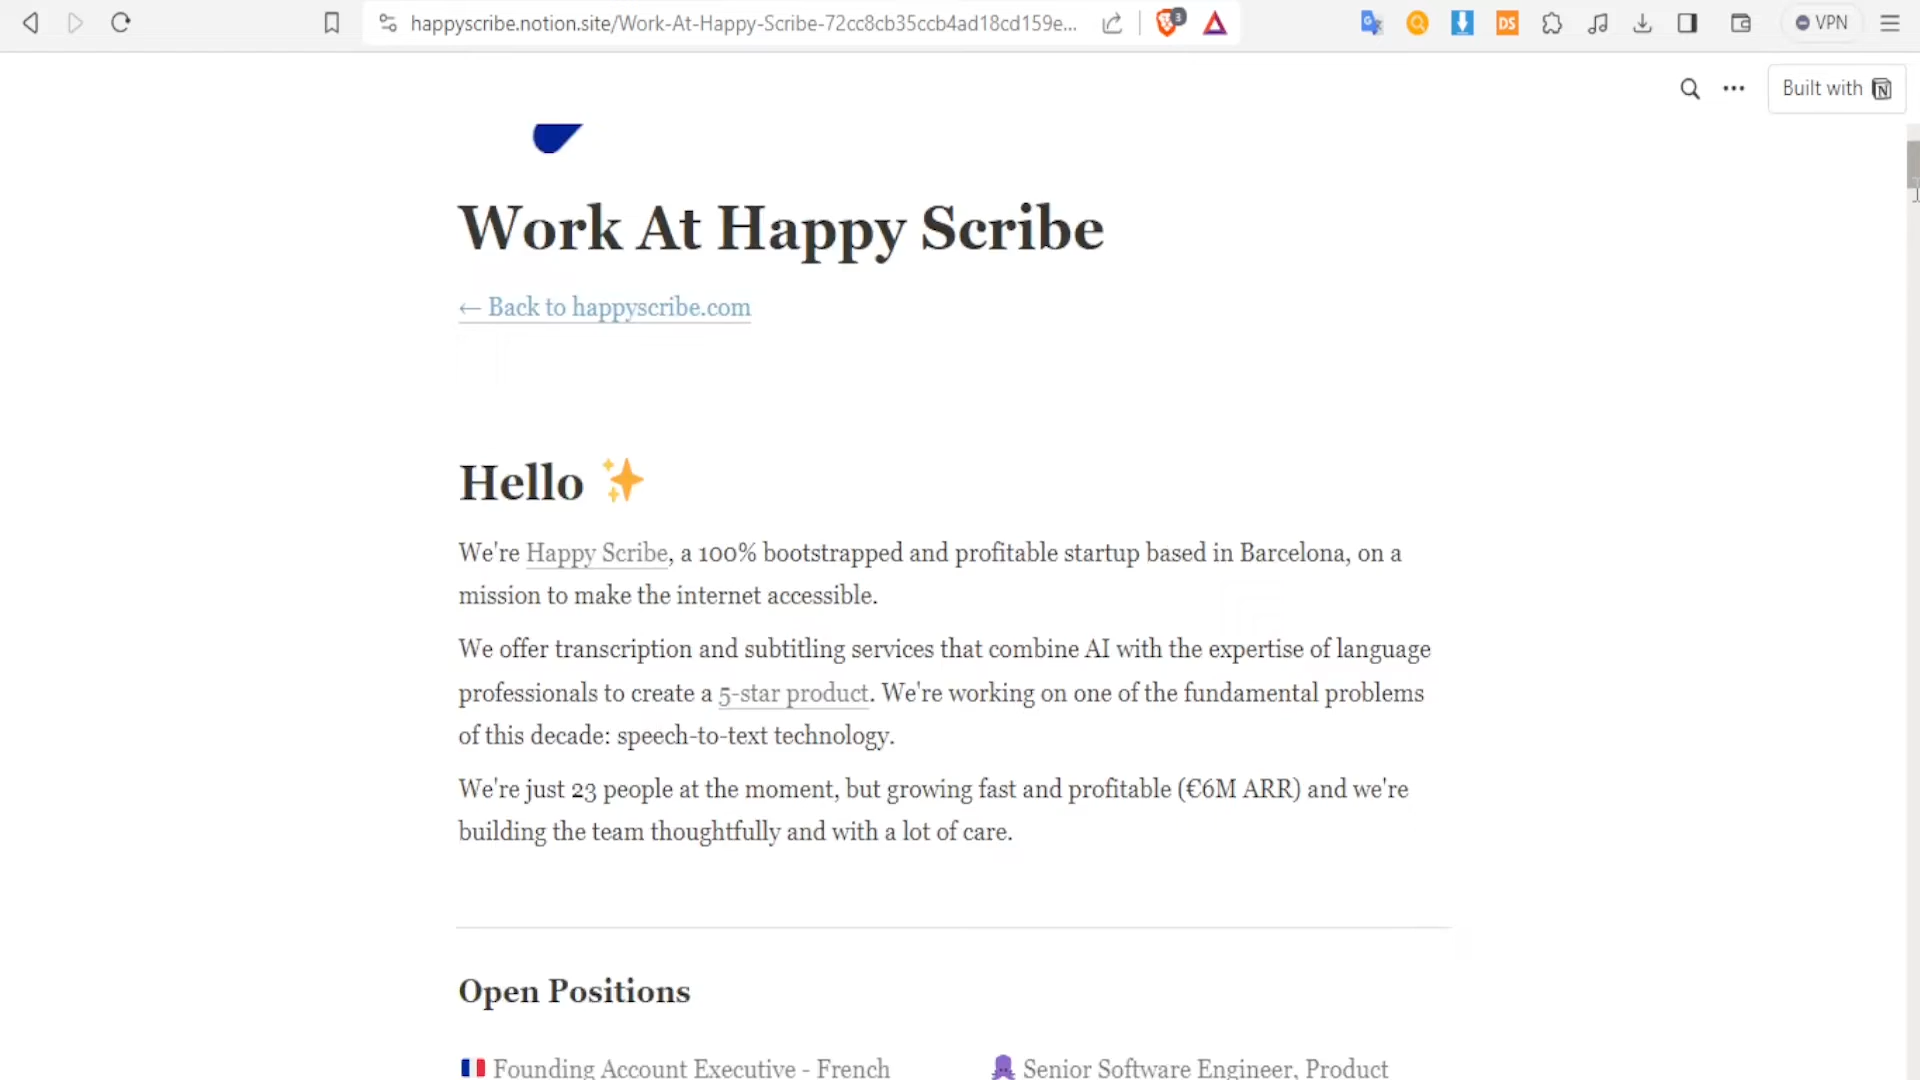 happyscribe.notion.site/Work-At-Happy-Scribe-72cc8cb35ccb4ad18cd159e...
3
DS
VPN
Built with
Work At Happy Scribe
← Back to happyscribe.com
Hello ✨
We're Happy Scribe, a 100% bootstrapped and profitable startup based in Barcelona, on a
mission to make the internet accessible.
We offer transcription and subtitling services that combine AI with the expertise of language
professionals to create a 5-star product. We're working on one of the fundamental problems
of this decade: speech-to-text technology.
We're just 23 people at the moment, but growing fast and profitable (€6M ARR) and we're
building the team thoughtfully and with a lot of care.
Open Positions
🇫🇷 Founding Account Executive - French
🐙 Senior Software Engineer, Product